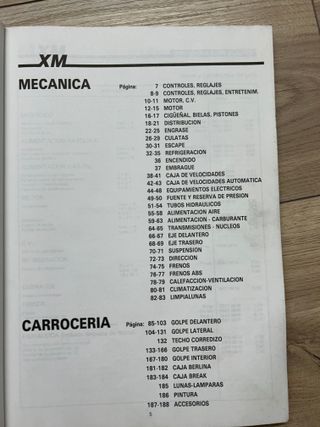 XM
MECANICA
Página: 7 CONTROLES, REGLAJES
8-9 CONTROLES, REGLAJES, ENTRETENIM.
10-11 MOTOR, C.V.
12-15 MOTOR
16-17 CIGÜEÑAL, BIELAS, PISTONES
18-21 DISTRIBUCION
22-25 ENGRASE
26-28 CULATAS
30-31 ESCAPE
32-35 REFRIGERACION
36 ENCENDIDO
37 EMBRAGUE
38-41 CAJA DE VELOCIDADES
42-43 CAJA DE VELOCIDADES AUTOMATICA
44-48 EQUIPAMIENTOS ELECTRICOS
49-50 FUENTE Y RESERVA DE PRESION
51-54 TUBOS HIDRAULICOS
55-58 ALIMENTACION AIRE
59-63 ALIMENTACION - CARBURANTE
64-65 TRANSMISIONES - NUCLEOS
66-67 EJE DELANTERO
68-69 EJE TRASERO
70-71 SUSPENSION
72-73 DIRECCION
74-75 FRENOS
76-77 FRENOS ABS
78-79 CALEFACCION-VENTILACION
80-81 CLIMATIZACION
82-83 LIMPIALUNAS
CARROCERIA
Página: 85-103 GOLPE DELANTERO
104-131 GOLPE LATERAL
132 TECHO CORREDIZO
133-166 GOLPE TRASERO
167-180 GOLPE INTERIOR
181-182 CAJA BERLINA
183-184 CAJA BREAK
185 LUNAS-LAMPARAS
186 PINTURA
187-188 ACCESORIOS
5